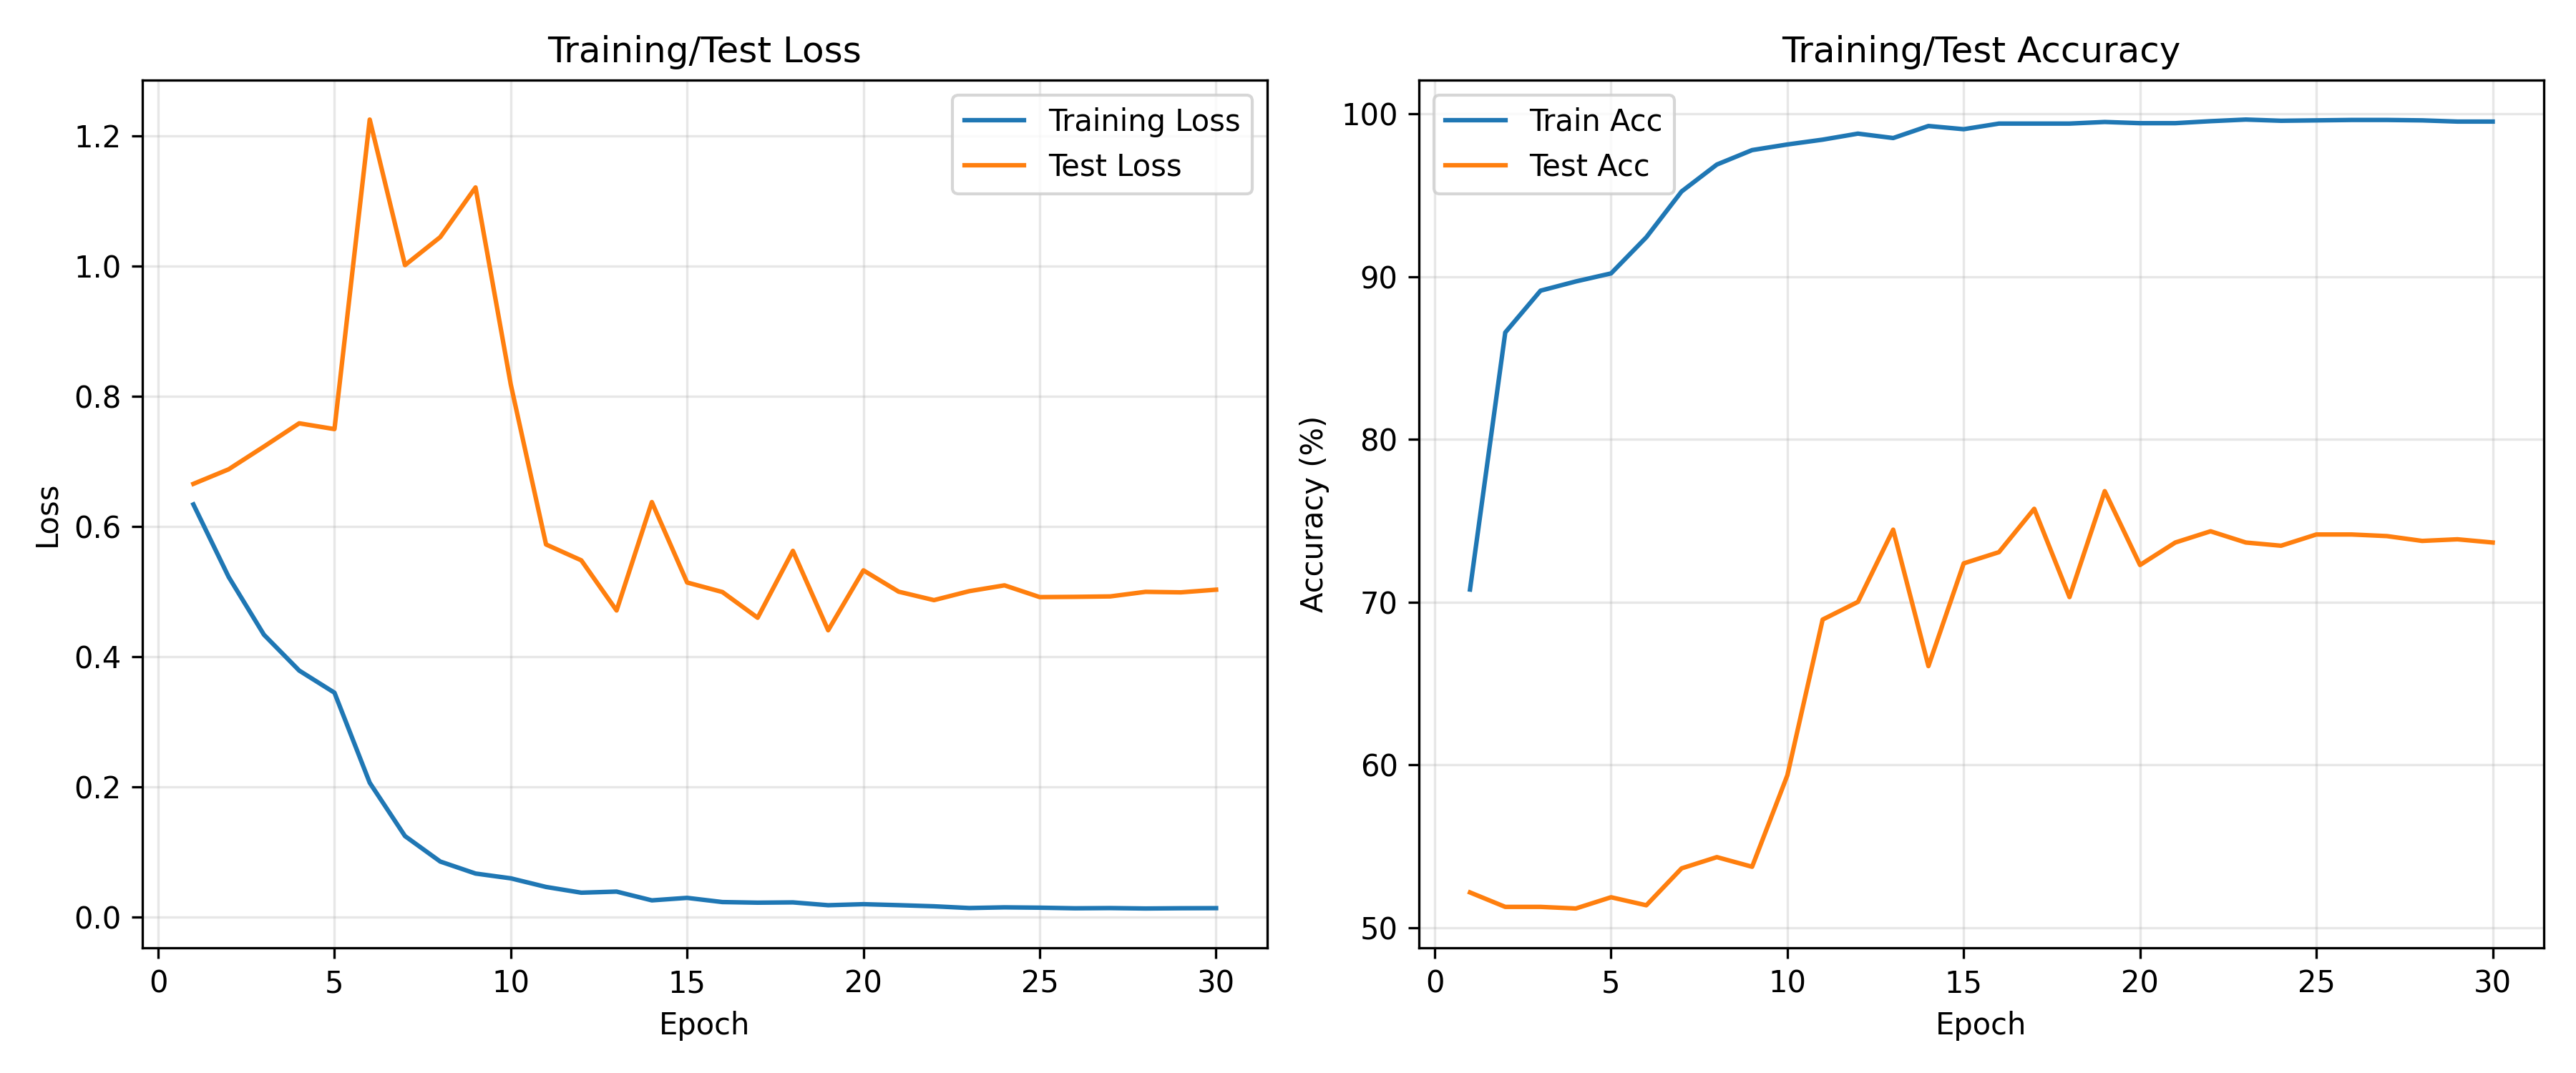 Training/Test Loss
Training Loss
Test Loss
1.2
1.0
0.8
0.6
0.4
0.2
0.0
Loss
0 5 10 15 20 25 30
Epoch
Training/Test Accuracy
Train Acc
Test Acc
100
90
80
70
60
50
Accuracy (%)
0 5 10 15 20 25 30
Epoch